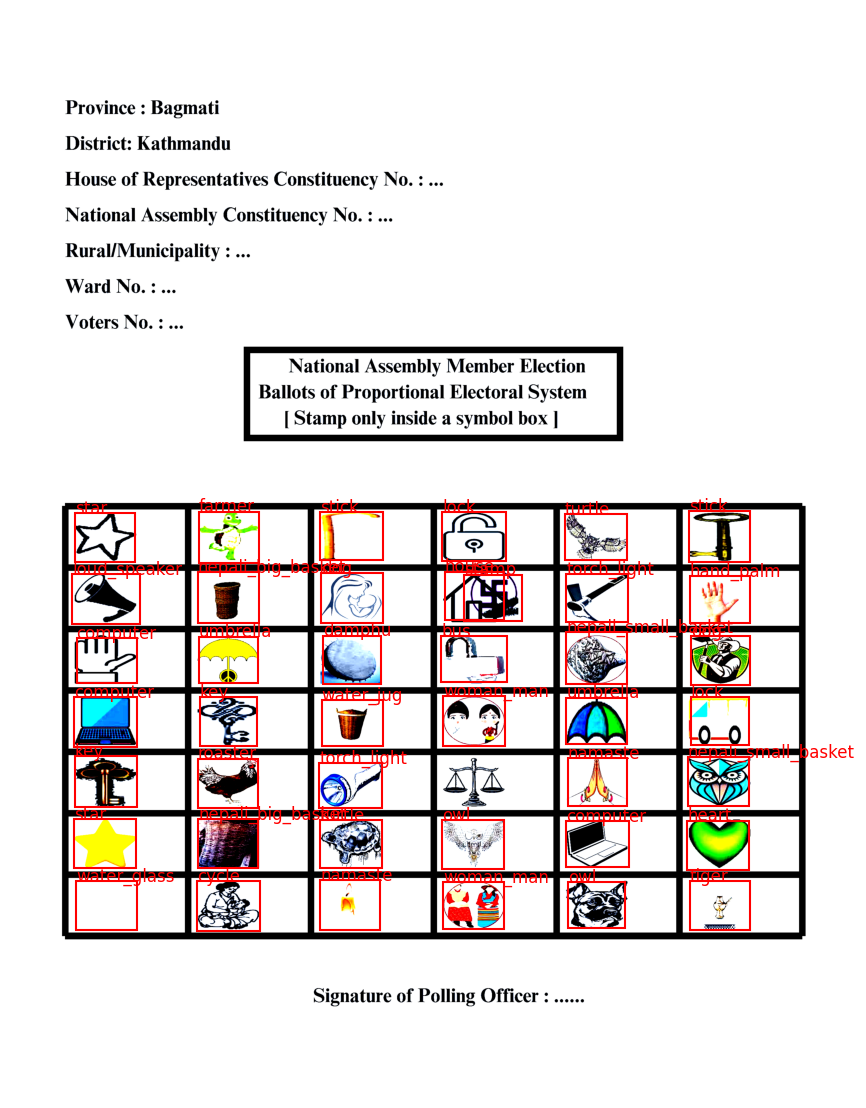 Province : Bagmati
District: Kathmandu
House of Representatives Constituency No. : ...
National Assembly Constituency No. : ...
Rural/Municipality : ...
Ward No. : ...
Voters No. : ...
National Assembly Member Election
Ballots of Proportional Electoral System
[ Stamp only inside a symbol box ]
star farmer stick lock turtle stick
loud_speaker nepali_big_basket house torch_light hand_palm
computer umbrella damphu bus nepali_small_basket
computer key water_jug woman_man umbrella lock
key roaster torch_light namaste nepali_small_basket
star nepali_big_basket turtle owl computer heart
water_glass cycle namaste woman_man owl tiger
Signature of Polling Officer : ......